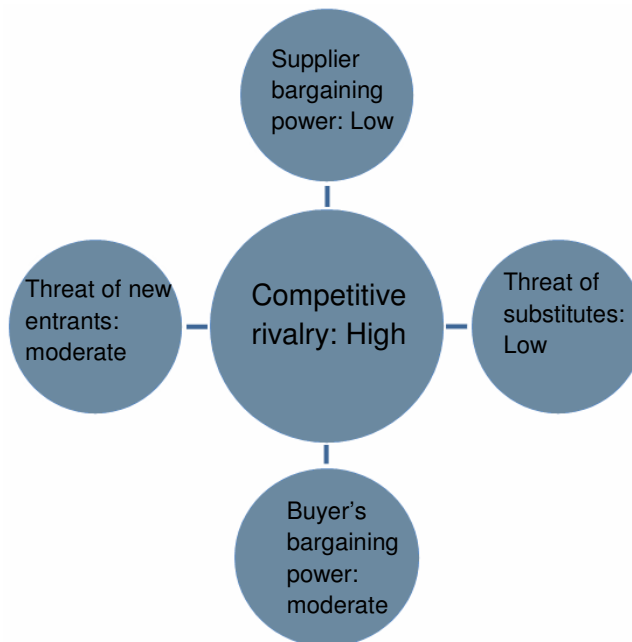 Supplier
bargaining
power: Low
Threat of new
entrants:
moderate
Competitive
rivalry: High
Threat of
substitutes:
Low
Buyer’s
bargaining
power:
moderate